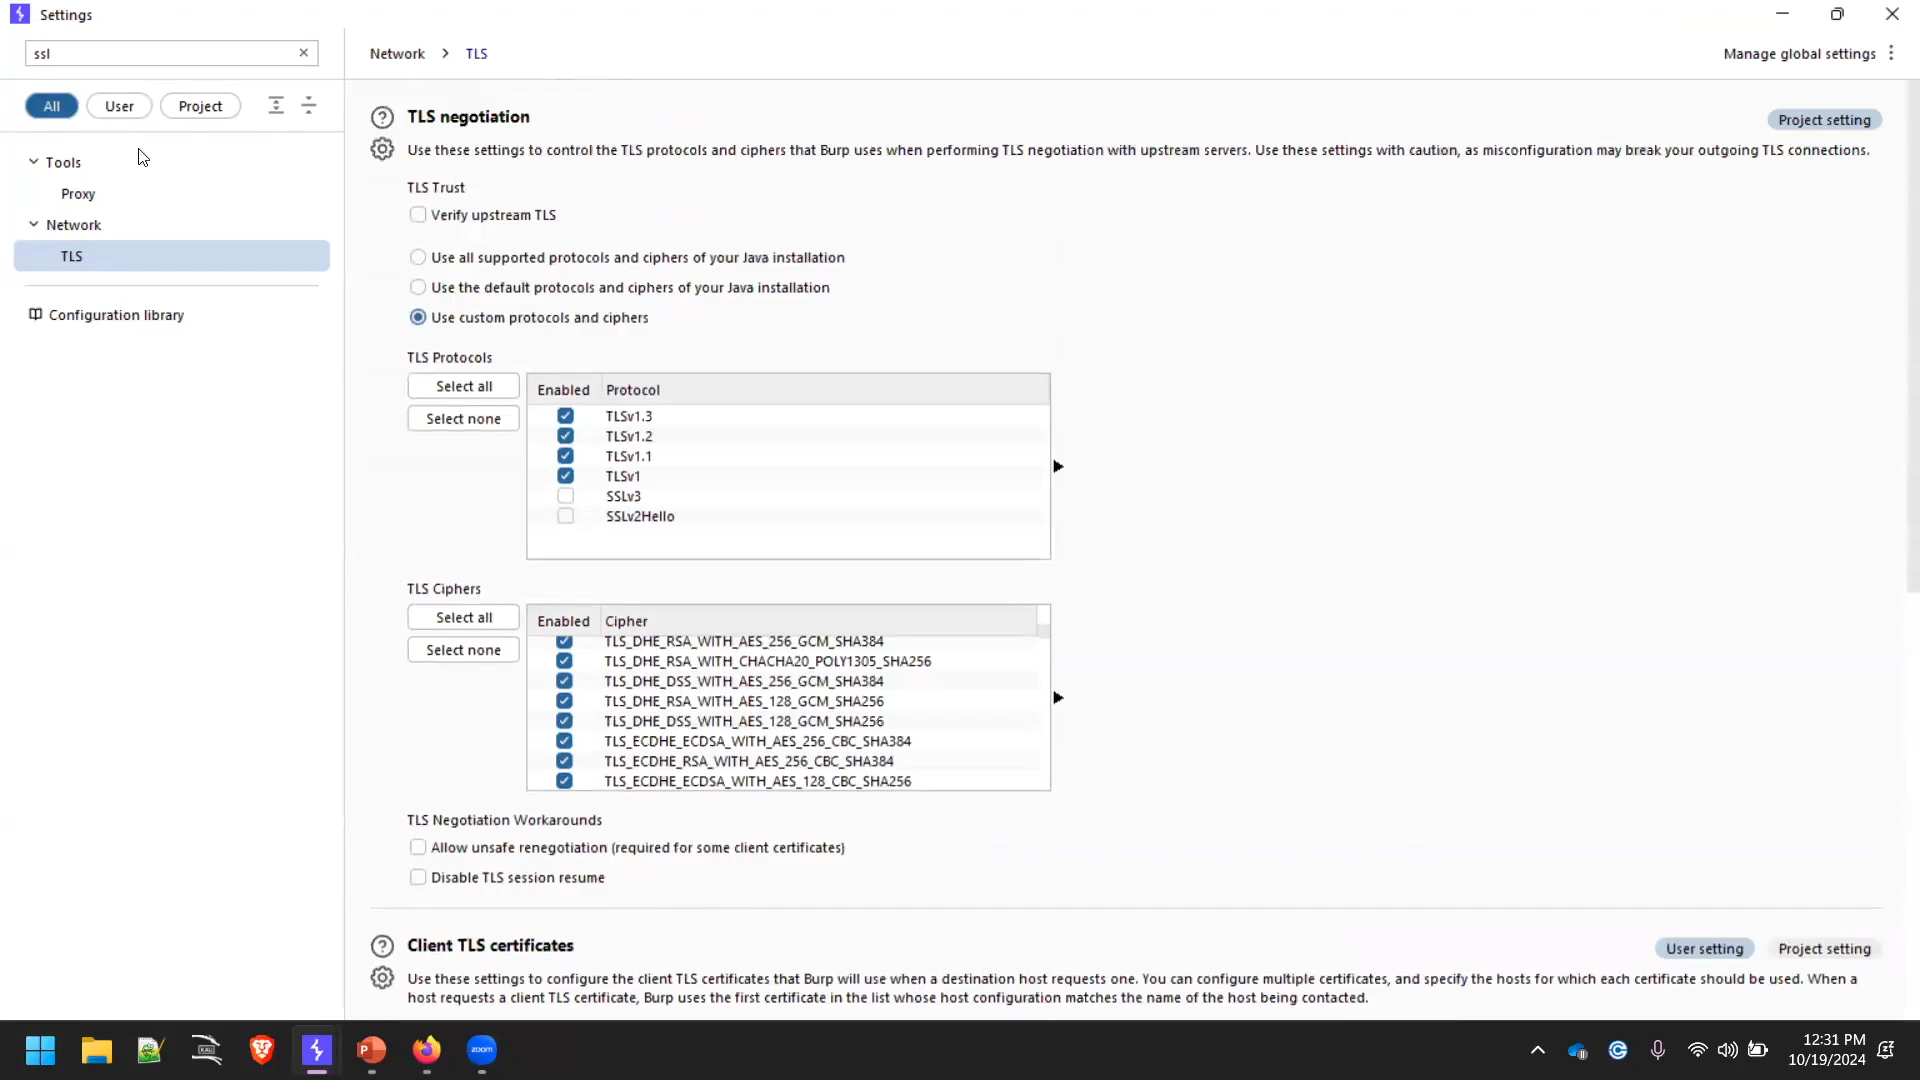 Settings
ssl
Network > TLS
Manage global settings
All
User
Project
Tools
Proxy
Network
TLS
Configuration library
TLS negotiation
Project setting
Use these settings to control the TLS protocols and ciphers that Burp uses when performing TLS negotiation with upstream servers. Use these settings with caution, as misconfiguration may break your outgoing TLS connections.
TLS Trust
Verify upstream TLS
Use all supported protocols and ciphers of your Java installation
Use the default protocols and ciphers of your Java installation
Use custom protocols and ciphers
TLS Protocols
Select all
Select none
Enabled Protocol
TLSv1.3
TLSv1.2
TLSv1.1
TLSv1
SSLv3
SSLv2Hello
TLS Ciphers
Select all
Select none
Enabled Cipher
TLS_DHE_RSA_WITH_AES_256_GCM_SHA384
TLS_DHE_RSA_WITH_CHACHA20_POLY1305_SHA256
TLS_DHE_DSS_WITH_AES_256_GCM_SHA384
TLS_DHE_RSA_WITH_AES_128_GCM_SHA256
TLS_DHE_DSS_WITH_AES_128_GCM_SHA256
TLS_ECDHE_ECDSA_WITH_AES_256_CBC_SHA384
TLS_ECDHE_RSA_WITH_AES_256_CBC_SHA384
TLS_ECDHE_ECDSA_WITH_AES_128_CBC_SHA256
TLS Negotiation Workarounds
Allow unsafe renegotiation (required for some client certificates)
Disable TLS session resume
Client TLS certificates
User setting
Project setting
Use these settings to configure the client TLS certificates that Burp will use when a destination host requests one. You can configure multiple certificates, and specify the hosts for which each certificate should be used. When a
host requests a client TLS certificate, Burp uses the first certificate in the list whose host configuration matches the name of the host being contacted.
KALI
zoom
12:31 PM
10/19/2024